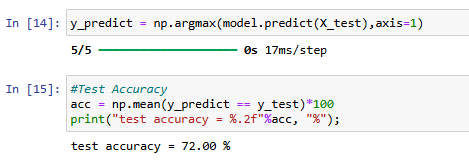 In [14]: y_predict = np.argmax(model.predict(X_test),axis=1)
5/5 ━━━━━━━━━━━━━━━━━━━━ 0s 17ms/step
In [15]: #Test Accuracy
acc = np.mean(y_predict == y_test)*100
print("test accuracy = %.2f"%acc, "%");
test accuracy = 72.00 %